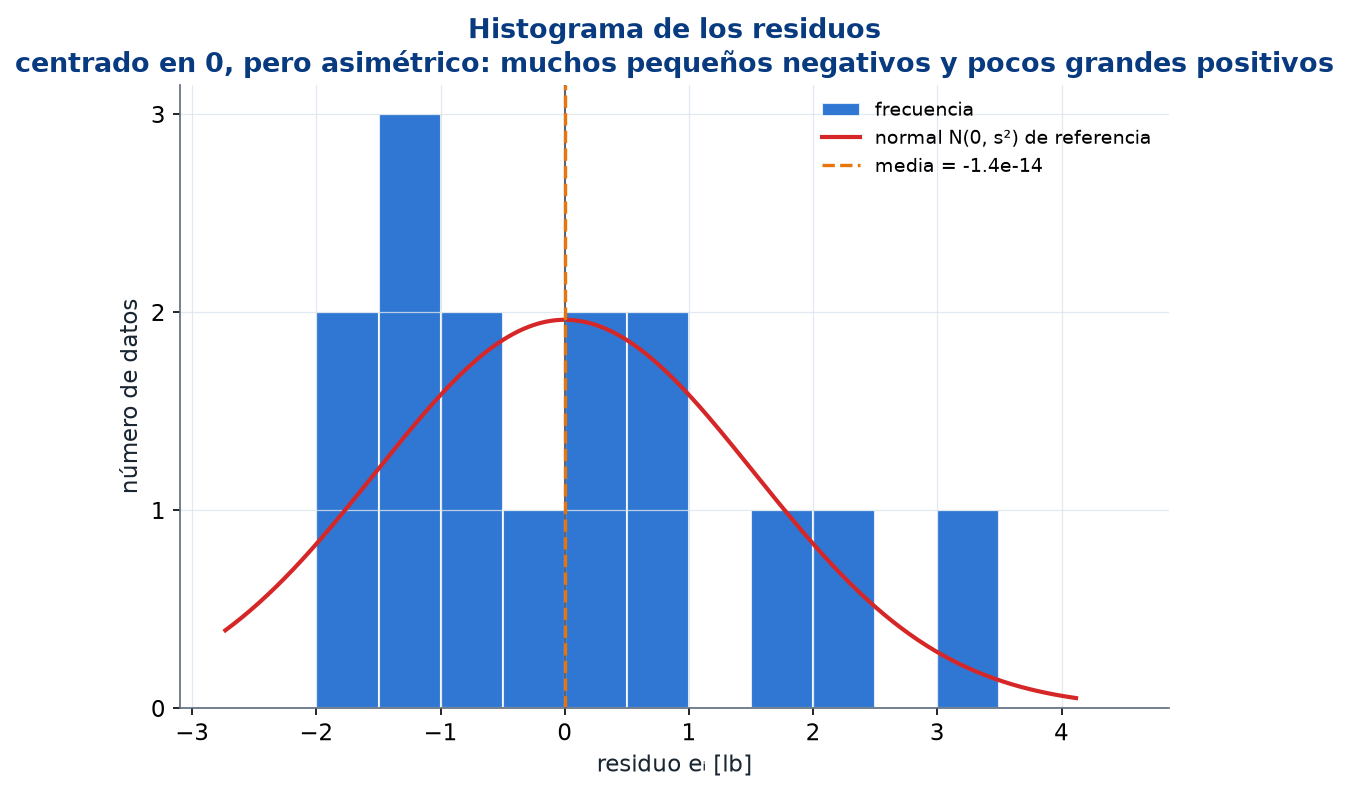 Histograma de los residuos
centrado en 0, pero asimétrico: muchos pequeños negativos y pocos grandes positivos
frecuencia
normal N(0, s²) de referencia
media = -1.4e-14
número de datos
3
2
1
0
−3
−2
−1
0
1
2
3
4
residuo eᵢ [lb]